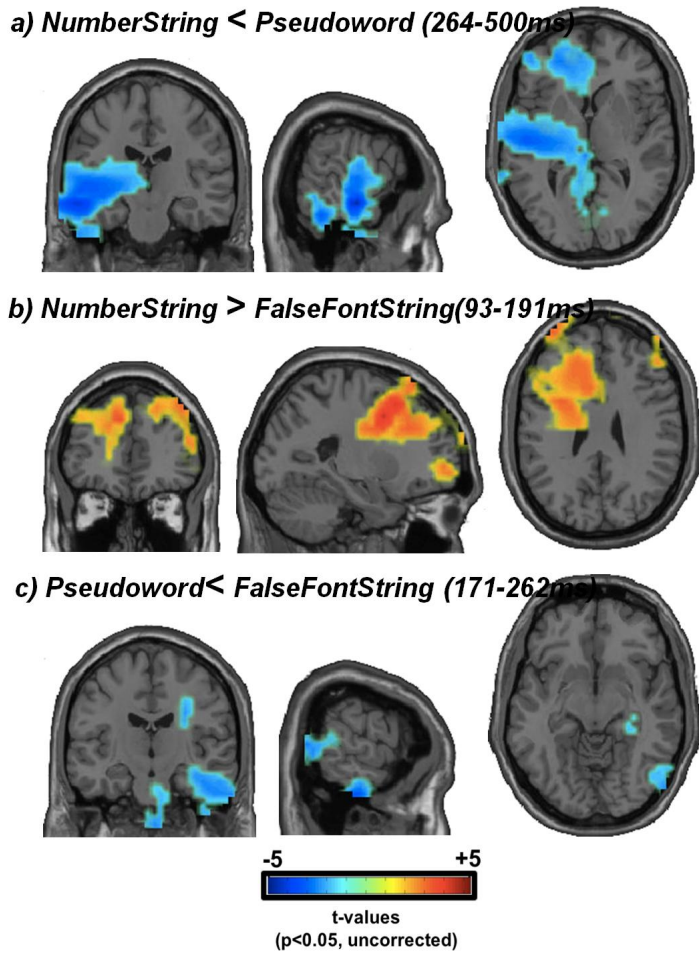 a) NumberString < Pseudoword (264-500ms)
b) NumberString > FalseFontString(93-191ms)
c) Pseudoword< FalseFontString (171-262ms)
-5 +5
t-values
(p<0.05, uncorrected)